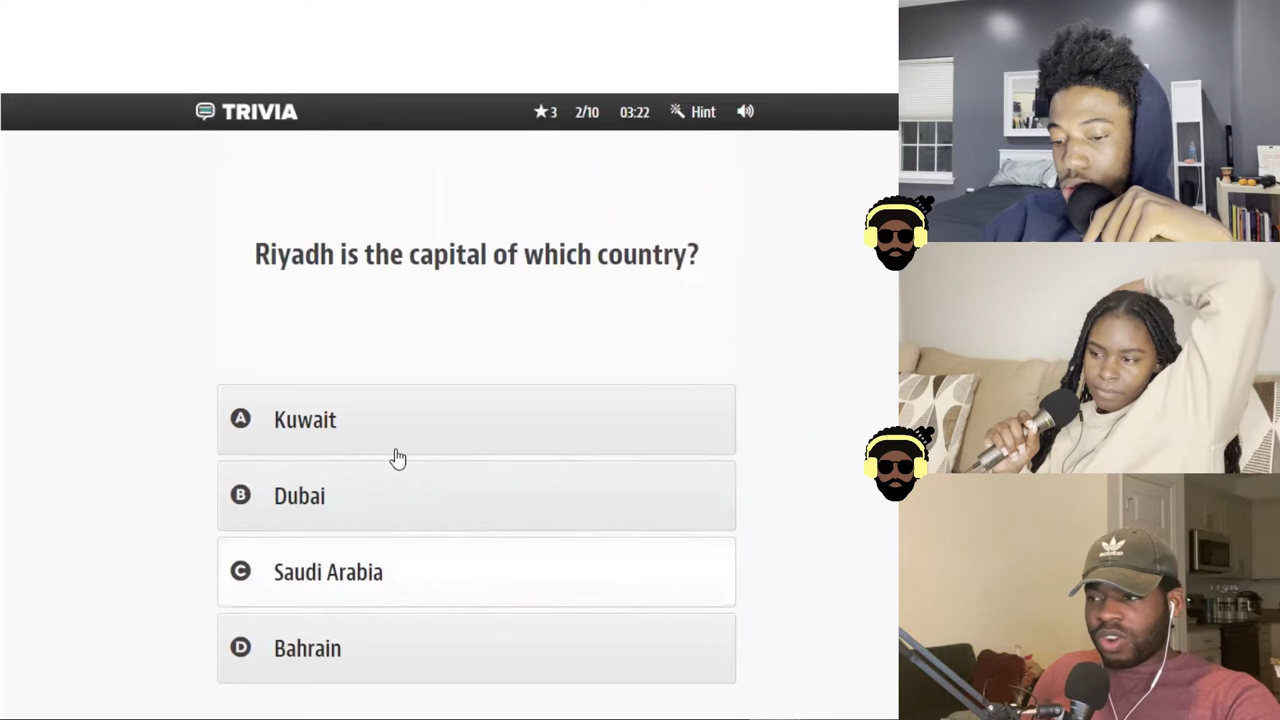 TRIVIA ★3 2/10 03:22 Hint
Riyadh is the capital of which country?
A Kuwait
B Dubai
C Saudi Arabia
D Bahrain
adidas